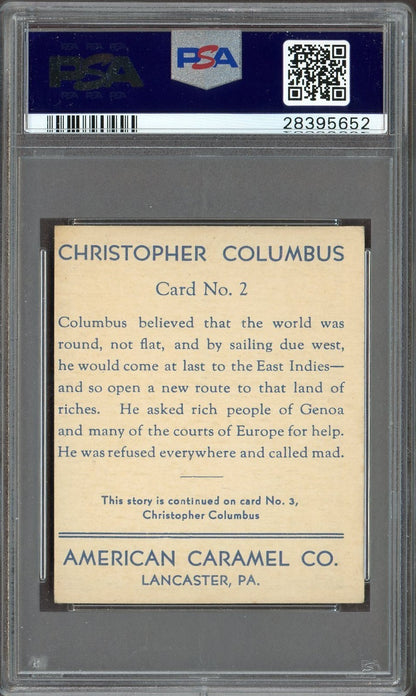 PSA
PSA
28395652
CHRISTOPHER COLUMBUS
Card No. 2
Columbus believed that the world was
round, not flat, and by sailing due west,
he would come at last to the East Indies—
and so open a new route to that land of
riches. He asked rich people of Genoa
and many of the courts of Europe for help.
He was refused everywhere and called mad.
This story is continued on card No. 3,
Christopher Columbus
AMERICAN CARAMEL CO.
LANCASTER, PA.